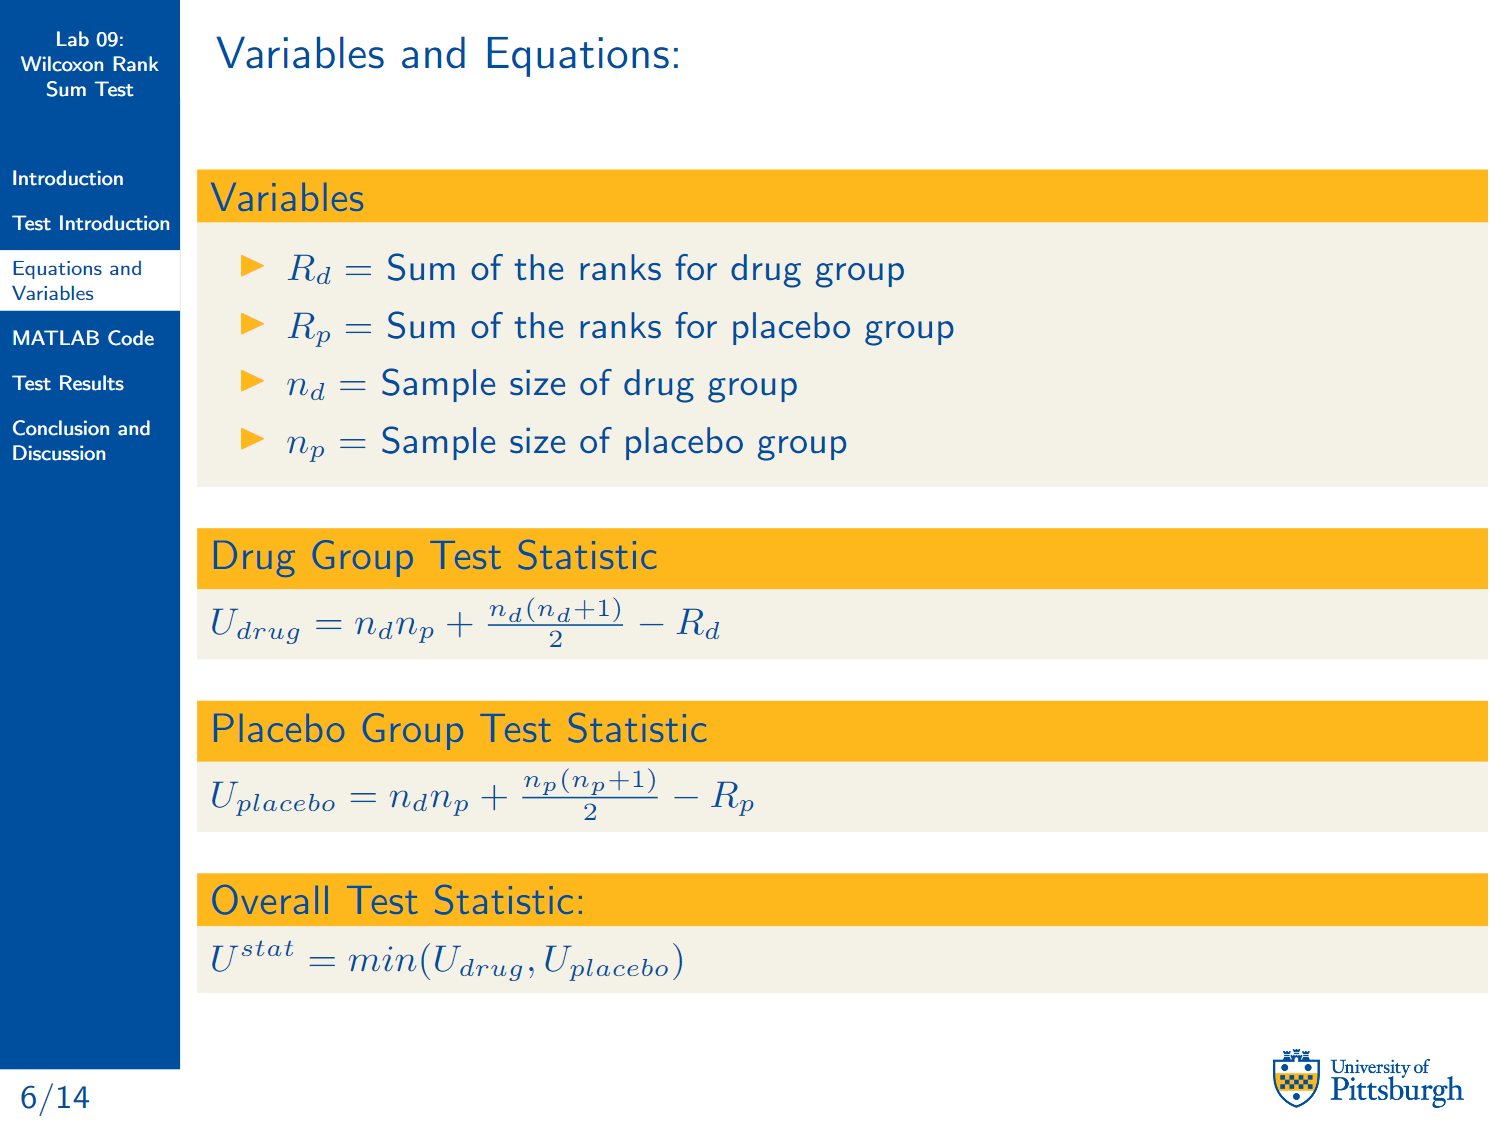 Lab 09:
Wilcoxon Rank
Sum Test
Introduction
Test Introduction
Equations and
Variables
MATLAB Code
Test Results
Conclusion and
Discussion
Variables and Equations:
Variables
▶ R_d = Sum of the ranks for drug group
▶ R_p = Sum of the ranks for placebo group
▶ n_d = Sample size of drug group
▶ n_p = Sample size of placebo group
Drug Group Test Statistic
U_{drug} = n_d n_p + \frac{n_d(n_d+1)}{2} − R_d
Placebo Group Test Statistic
U_{placebo} = n_d n_p + \frac{n_p(n_p+1)}{2} − R_p
Overall Test Statistic:
U^{stat} = min(U_{drug}, U_{placebo})
University of
Pittsburgh
6/14